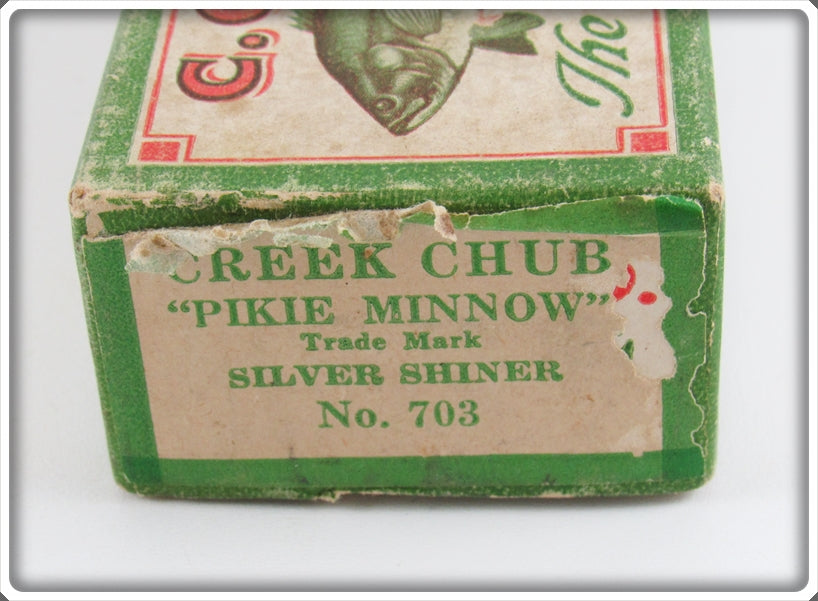 C.
The
CREEK CHUB
"PIKIE MINNOW"
Trade Mark
SILVER SHINER
No. 703